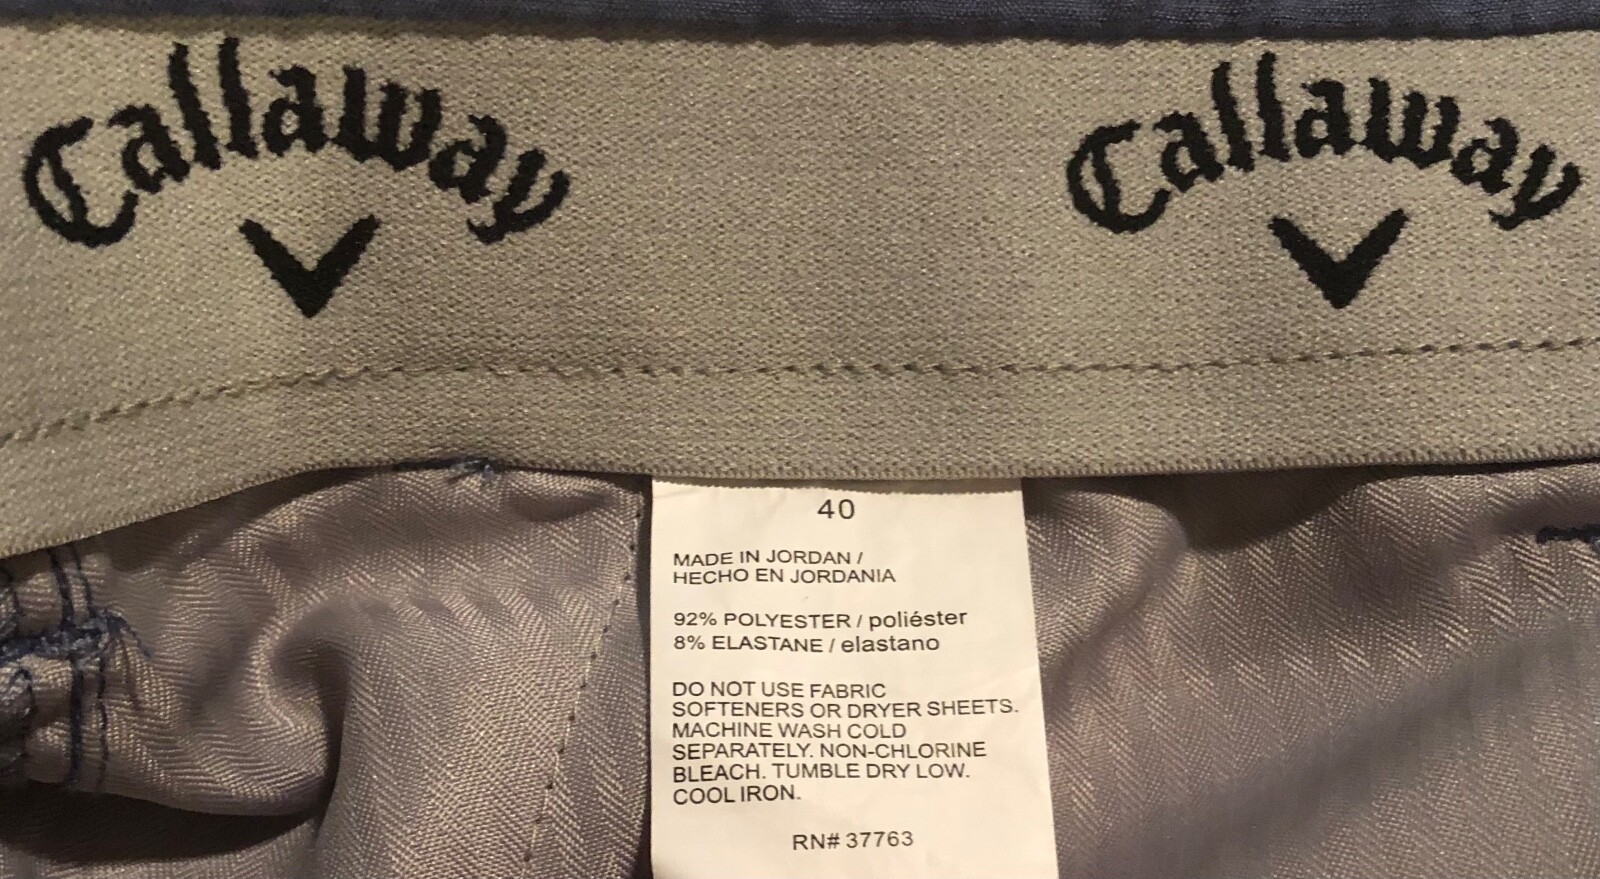 Callaway Callaway
40
MADE IN JORDAN /
HECHO EN JORDANIA
92% POLYESTER / poliéster
8% ELASTANE / elastano
DO NOT USE FABRIC
SOFTENERS OR DRYER SHEETS.
MACHINE WASH COLD
SEPARATELY. NON-CHLORINE
BLEACH. TUMBLE DRY LOW.
COOL IRON.
RN# 37763